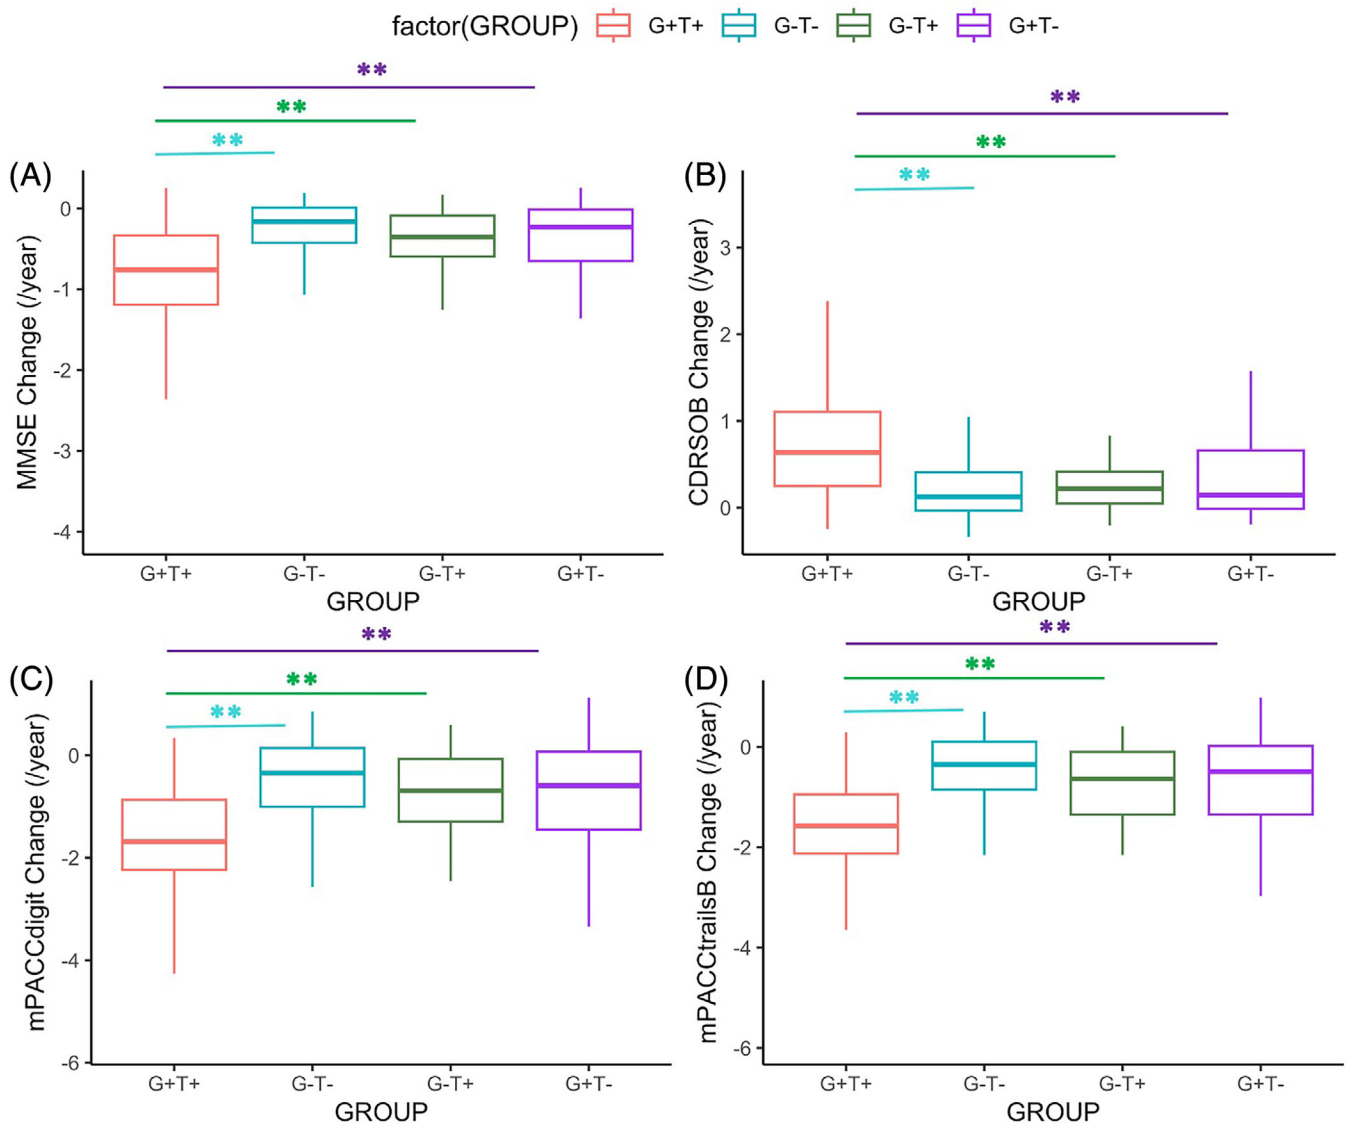 factor(GROUP) G+T+ G-T- G-T+ G+T-
(A)
**
**
**
MMSE Change (/year)
0
-1
-2
-3
-4
G+T+ G-T- G-T+ G+T-
GROUP
(B)
**
**
**
CDRSOB Change (/year)
3
2
1
0
G+T+ G-T- G-T+ G+T-
GROUP
(C)
**
**
**
mPACCdigit Change (/year)
0
-2
-4
-6
G+T+ G-T- G-T+ G+T-
GROUP
(D)
**
**
**
mPACCtrailsB Change (/year)
0
-2
-4
-6
G+T+ G-T- G-T+ G+T-
GROUP